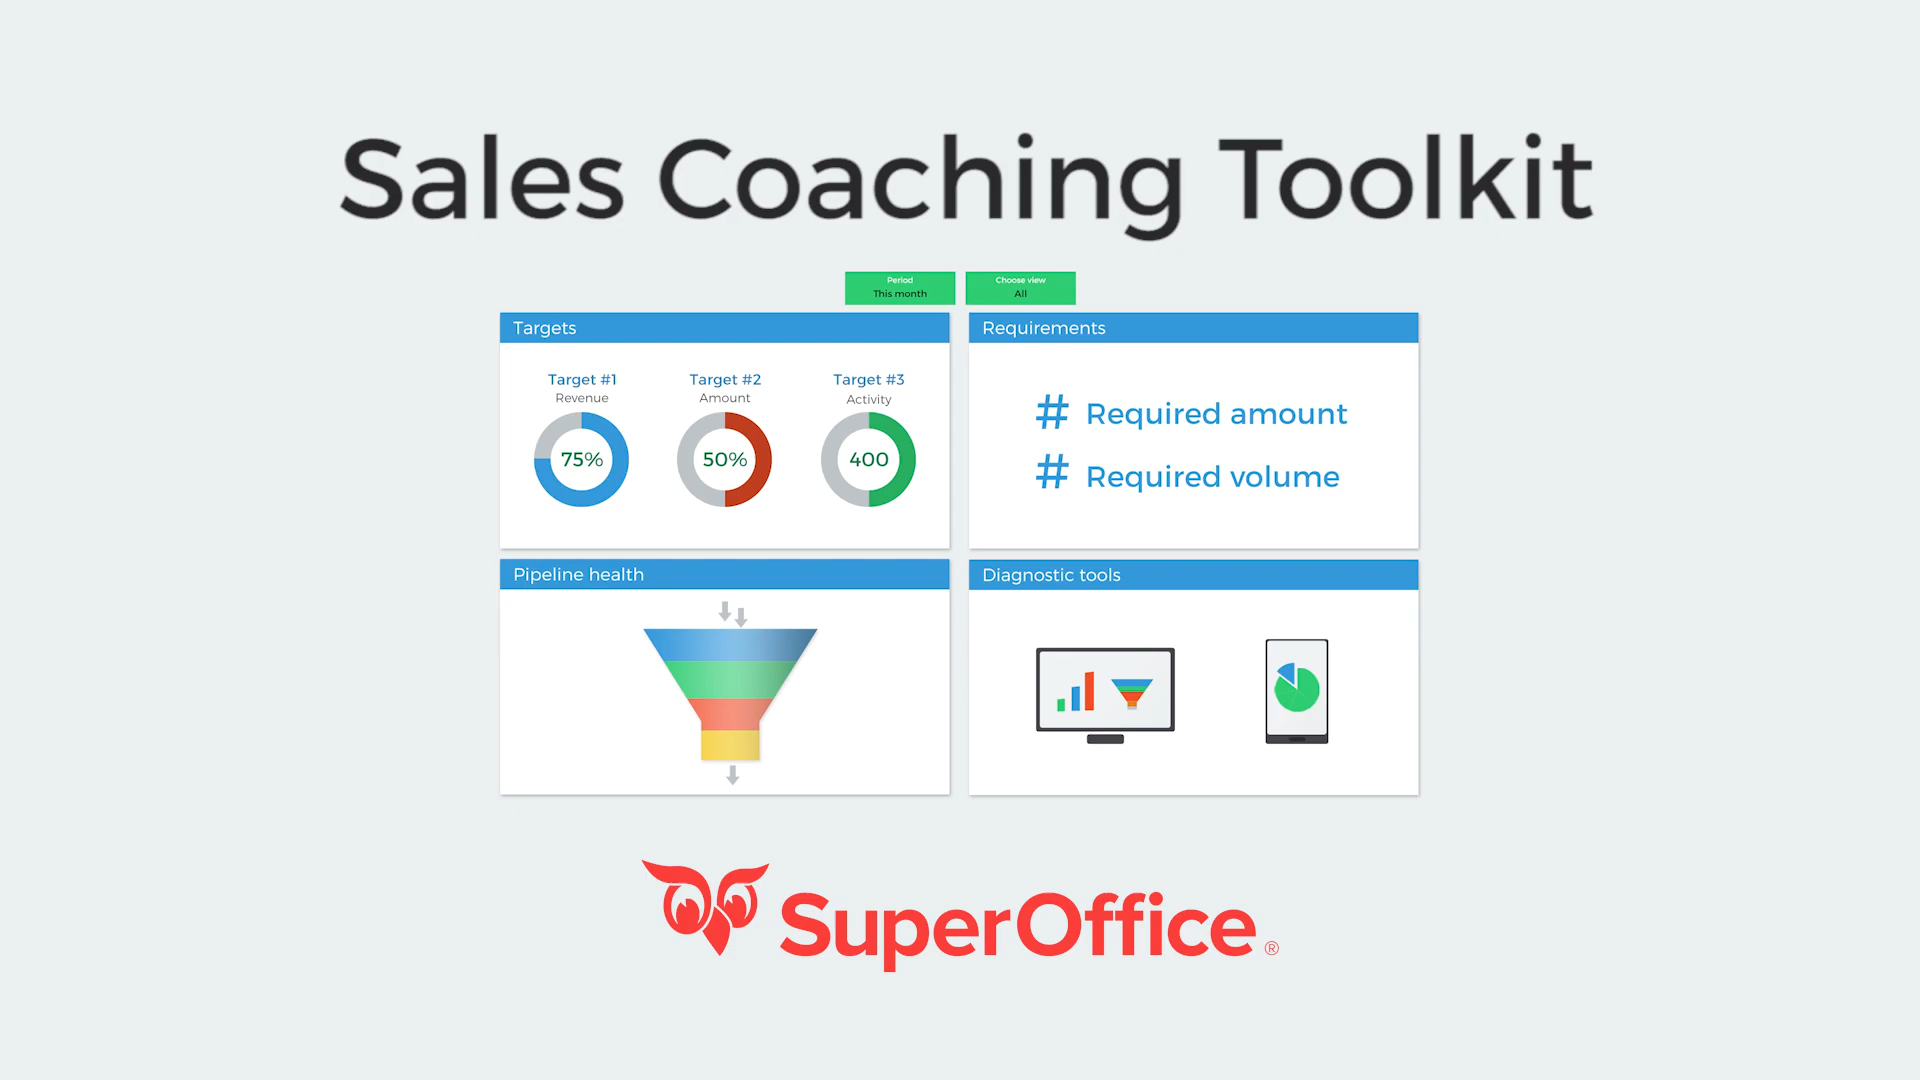 Sales Coaching Toolkit
Period
This month
Choose view
All
Targets
Target #1
Revenue
75%
Target #2
Amount
50%
Target #3
Activity
400
Requirements
# Required amount
# Required volume
Pipeline health
Diagnostic tools
SuperOffice ®